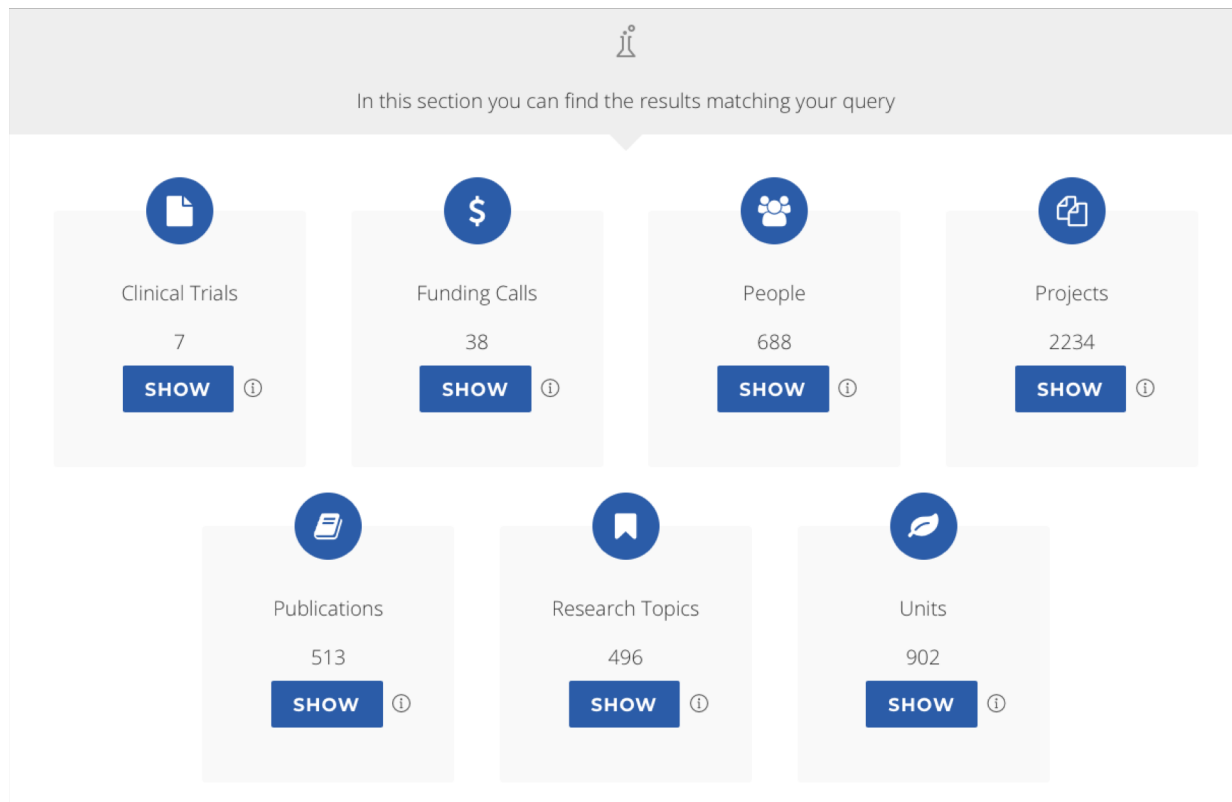 In this section you can find the results matching your query
Clinical Trials
7
SHOW
Funding Calls
38
SHOW
People
688
SHOW
Projects
2234
SHOW
Publications
513
SHOW
Research Topics
496
SHOW
Units
902
SHOW